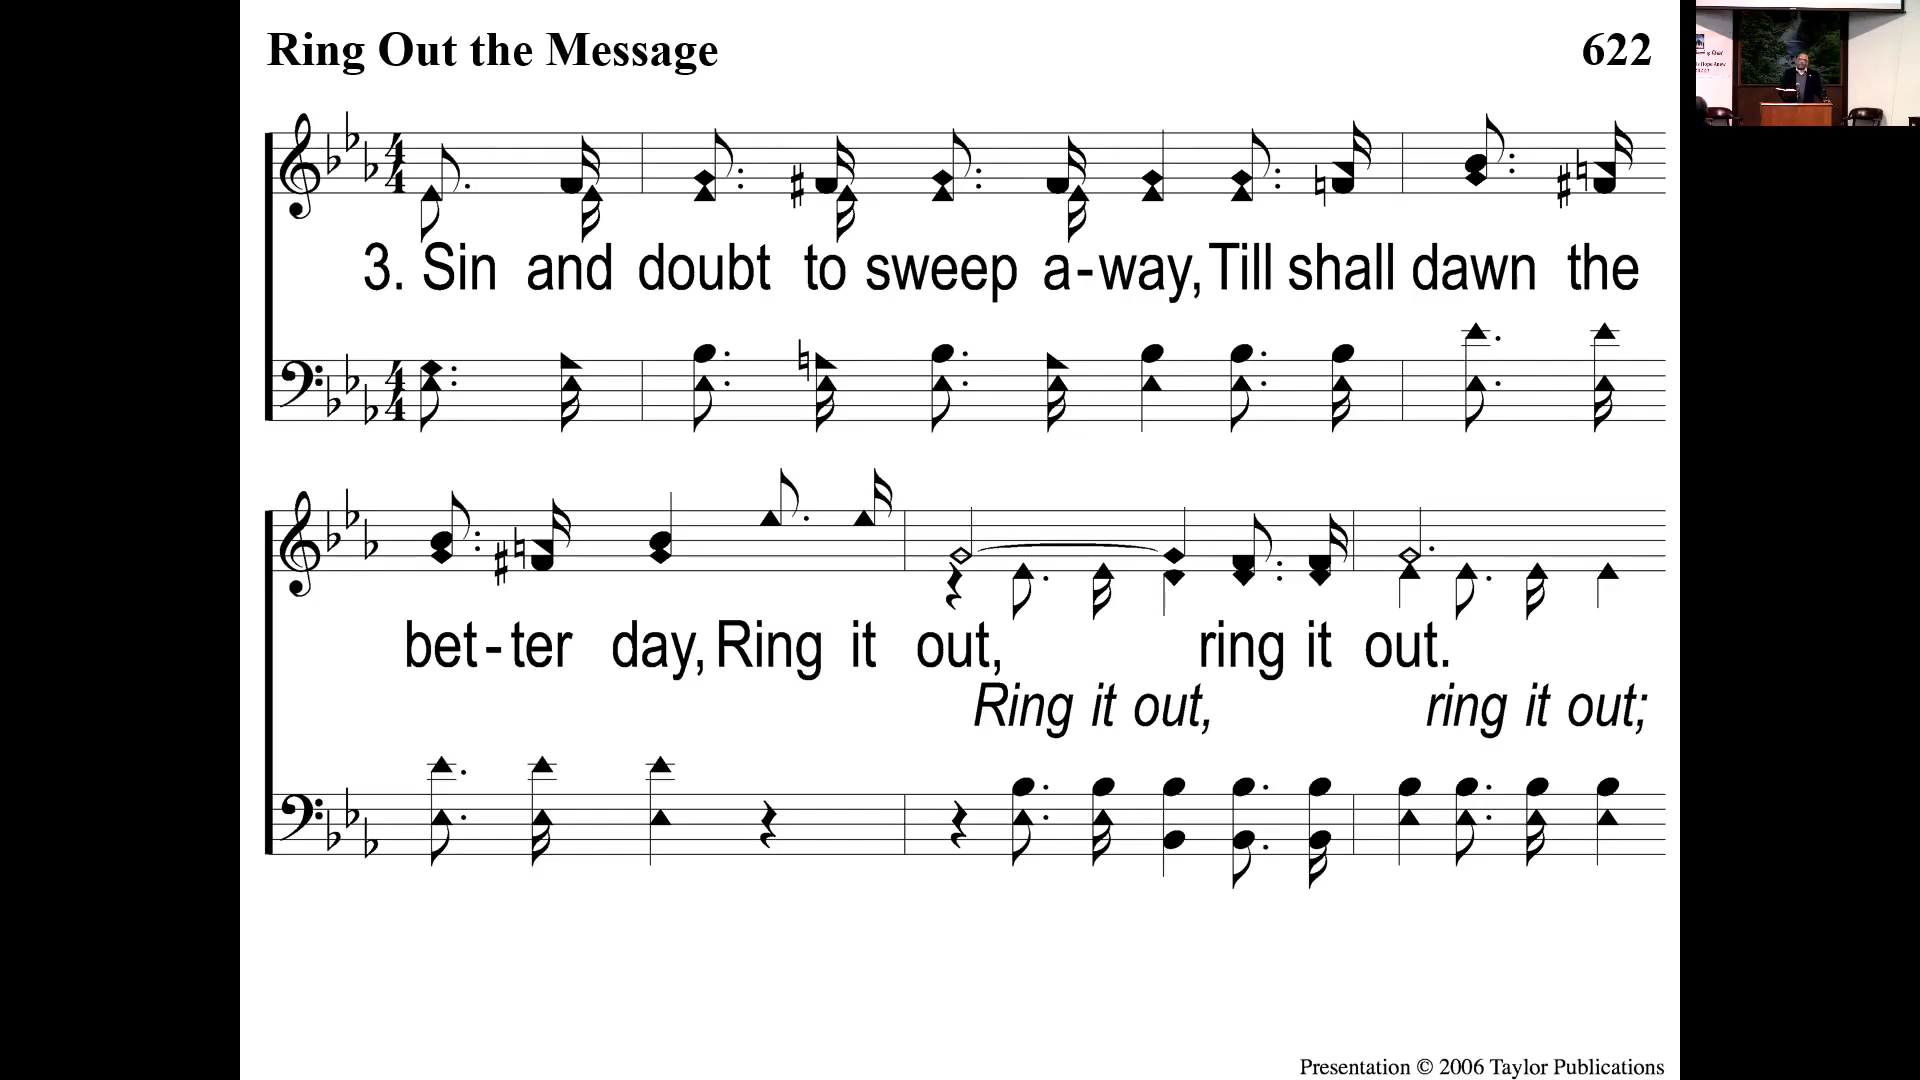 Ring Out the Message 622
3. Sin and doubt to sweep a-way, Till shall dawn the
bet-ter day, Ring it out, ring it out.
Ring it out, ring it out;
Presentation © 2006 Taylor Publications